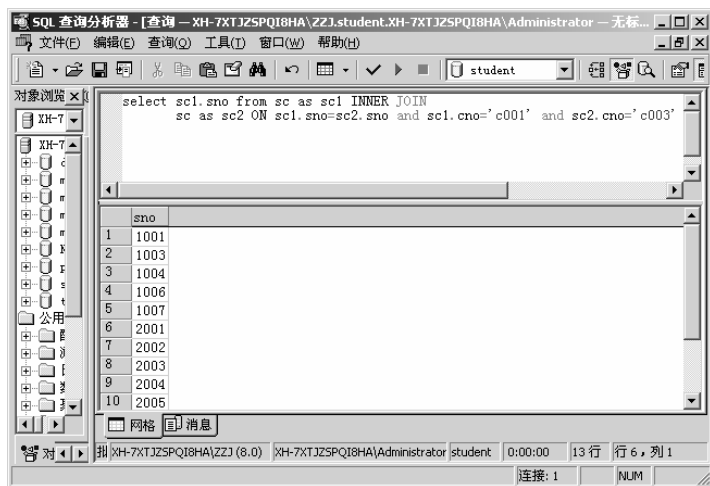 SQL 查询分析器 - [查询 — XH-7XTJZSPQI8HA\ZZJ.student.XH-7XTJZSPQI8HA\Administrator — 无标...
文件(F) 编辑(E) 查询(Q) 工具(T) 窗口(W) 帮助(H)
student
对象浏览
XH-7
XH-7
公用
select sc1.sno from sc as sc1 INNER JOIN
sc as sc2 ON sc1.sno=sc2.sno and sc1.cno='c001' and sc2.cno='c003'
sno
1 1001
2 1003
3 1004
4 1006
5 1007
6 2001
7 2002
8 2003
9 2004
10 2005
网格 消息
对 XH-7XTJZSPQI8HA\ZZJ (8.0) XH-7XTJZSPQI8HA\Administrator student 0:00:00 13 行 行 6，列 1
连接: 1 NUM